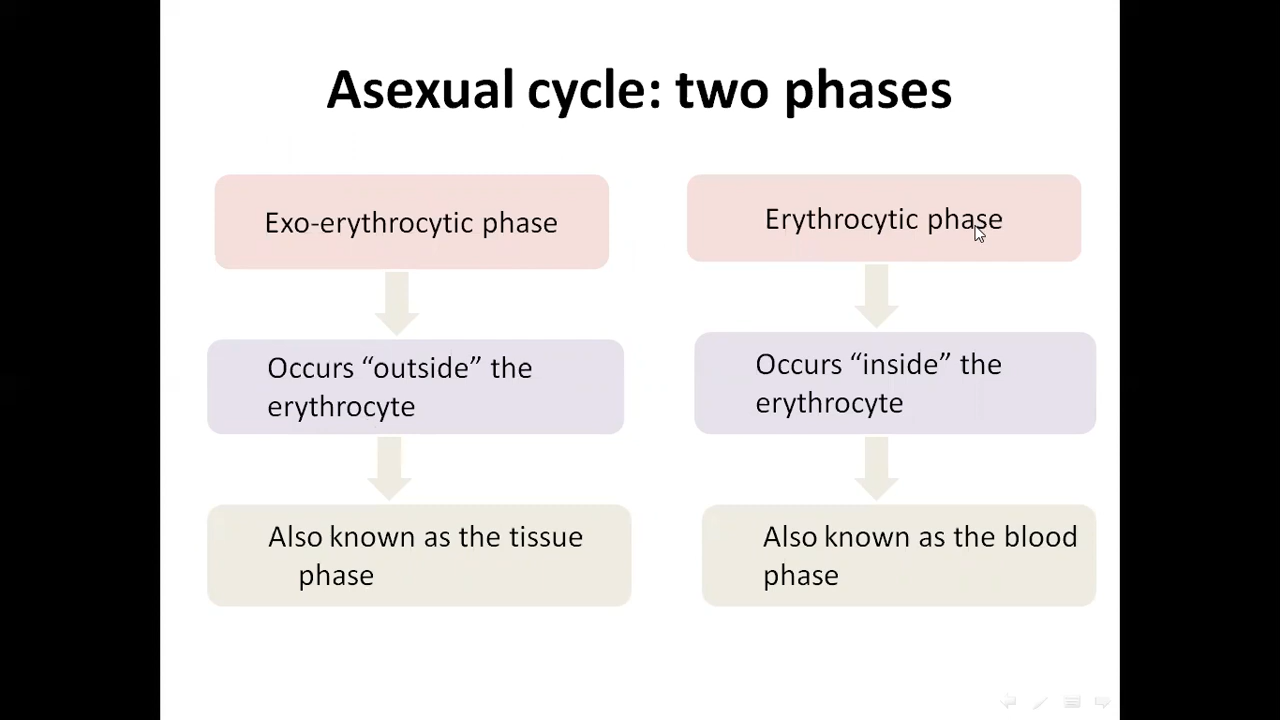 Asexual cycle: two phases
Exo-erythrocytic phase
Occurs “outside” the
erythrocyte
Also known as the tissue
phase
Erythrocytic phase
Occurs “inside” the
erythrocyte
Also known as the blood
phase